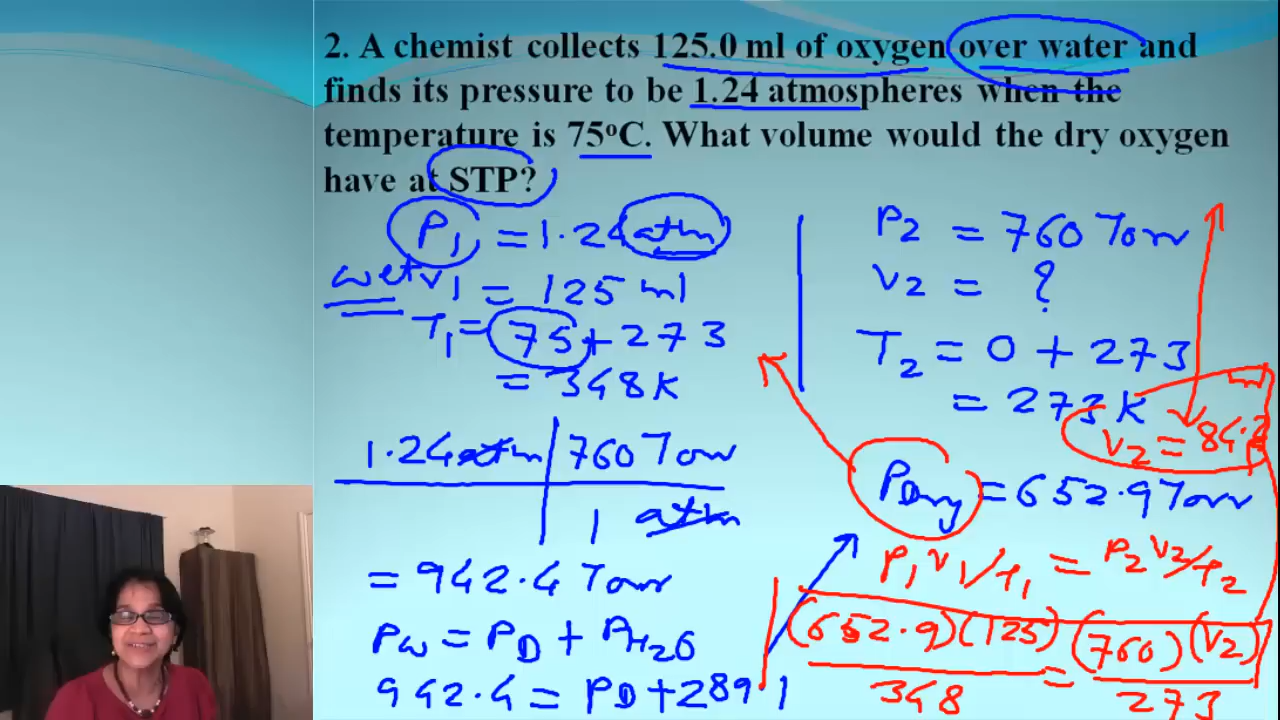 2. A chemist collects 125.0 ml of oxygen over water and
finds its pressure to be 1.24 atmospheres when the
temperature is 75oC. What volume would the dry oxygen
have at STP?
P1 = 1.24 atm
wet V1 = 125 ml
T1 = 75 + 273
= 348 K
1.24 atm | 760 Torr
1 atm
= 942.4 Torr
PW = PD + PH2O
942.4 = PD + 289.1
P2 = 760 Torr
V2 = ?
T2 = 0 + 273
= 273 K
V2 = 84.2
PDry = 652.9 Torr
P1V1/T1 = P2V2/T2
(652.9)(125) = (760)(V2)
348 273